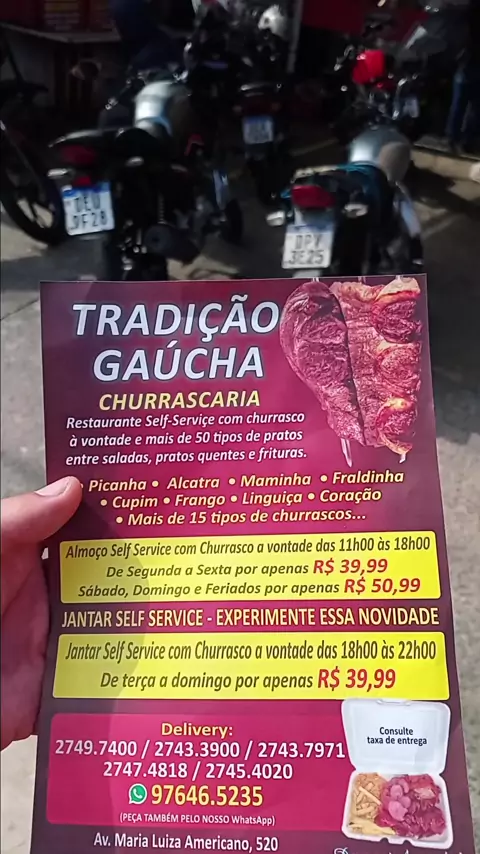 TRADIÇÃO
GAÚCHA
CHURRASCARIA
Restaurante Self-Serviçe com churrasco
à vontade e mais de 50 tipos de pratos
entre saladas, pratos quentes e frituras.
• Picanha • Alcatra • Maminha • Fraldinha
• Cupim • Frango • Linguiça • Coração
• Mais de 15 tipos de churrascos...
Almoço Self Service com Churrasco a vontade das 11h00 às 18h00
De Segunda a Sexta por apenas R$ 39,99
Sábado, Domingo e Feriados por apenas R$ 50,99
JANTAR SELF SERVICE - EXPERIMENTE ESSA NOVIDADE
Jantar Self Service com Churrasco a vontade das 18h00 às 22h00
De terça a domingo por apenas R$ 39,99
Delivery:
2749.7400 / 2743.3900 / 2743.7971
2747.4818 / 2745.4020
97646.5235
(PEÇA TAMBÉM PELO NOSSO WhatsApp)
Consulte
taxa de entrega
Av. Maria Luiza Americano, 520